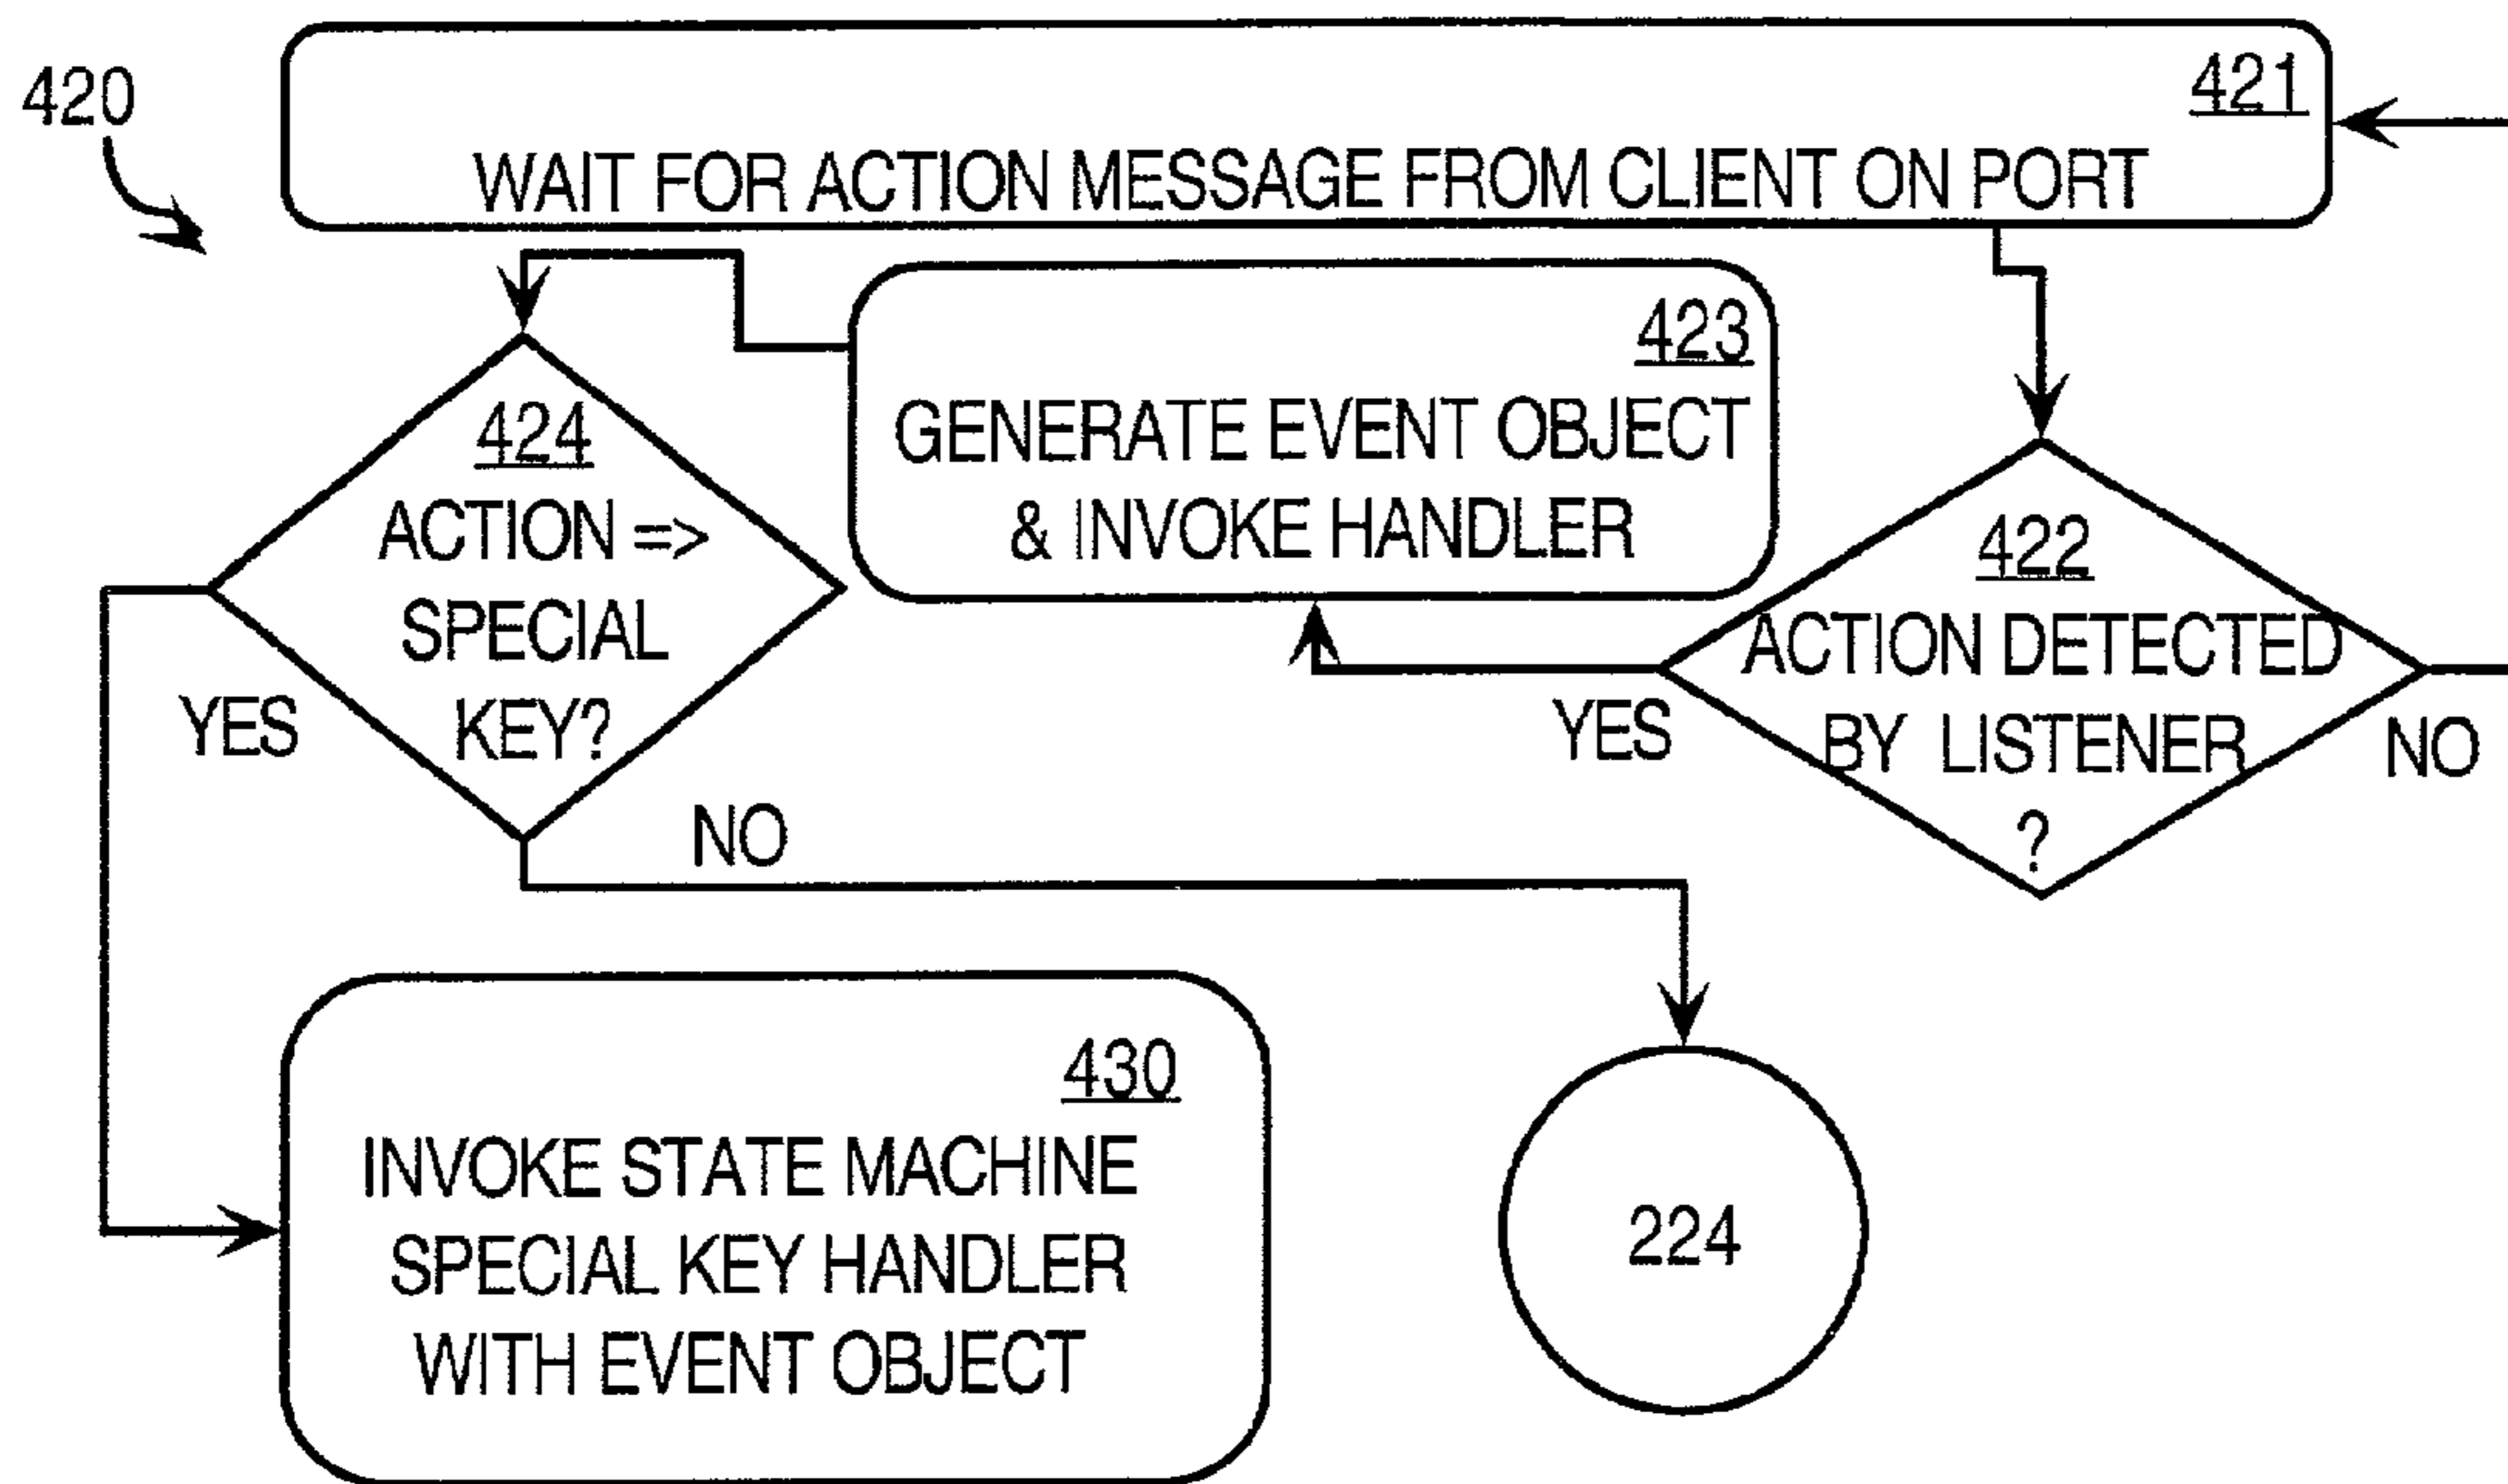 420
421
WAIT FOR ACTION MESSAGE FROM CLIENT ON PORT
423
GENERATE EVENT OBJECT
& INVOKE HANDLER
424
ACTION =>
SPECIAL
KEY?
YES
NO
422
ACTION DETECTED
BY LISTENER
?
YES
NO
430
INVOKE STATE MACHINE
SPECIAL KEY HANDLER
WITH EVENT OBJECT
224